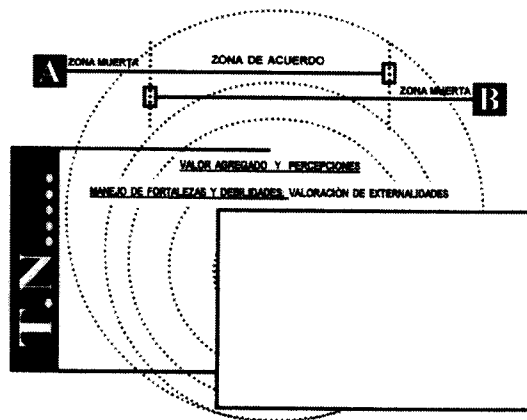 A ZONA MUERTA ZONA DE ACUERDO
ZONA MUERTA B
VALOR AGREGADO Y PERCEPCIONES
MANEJO DE FORTALEZAS Y DEBILIDADES: VALORACIÓN DE EXTERNALIDADES
T.N.....